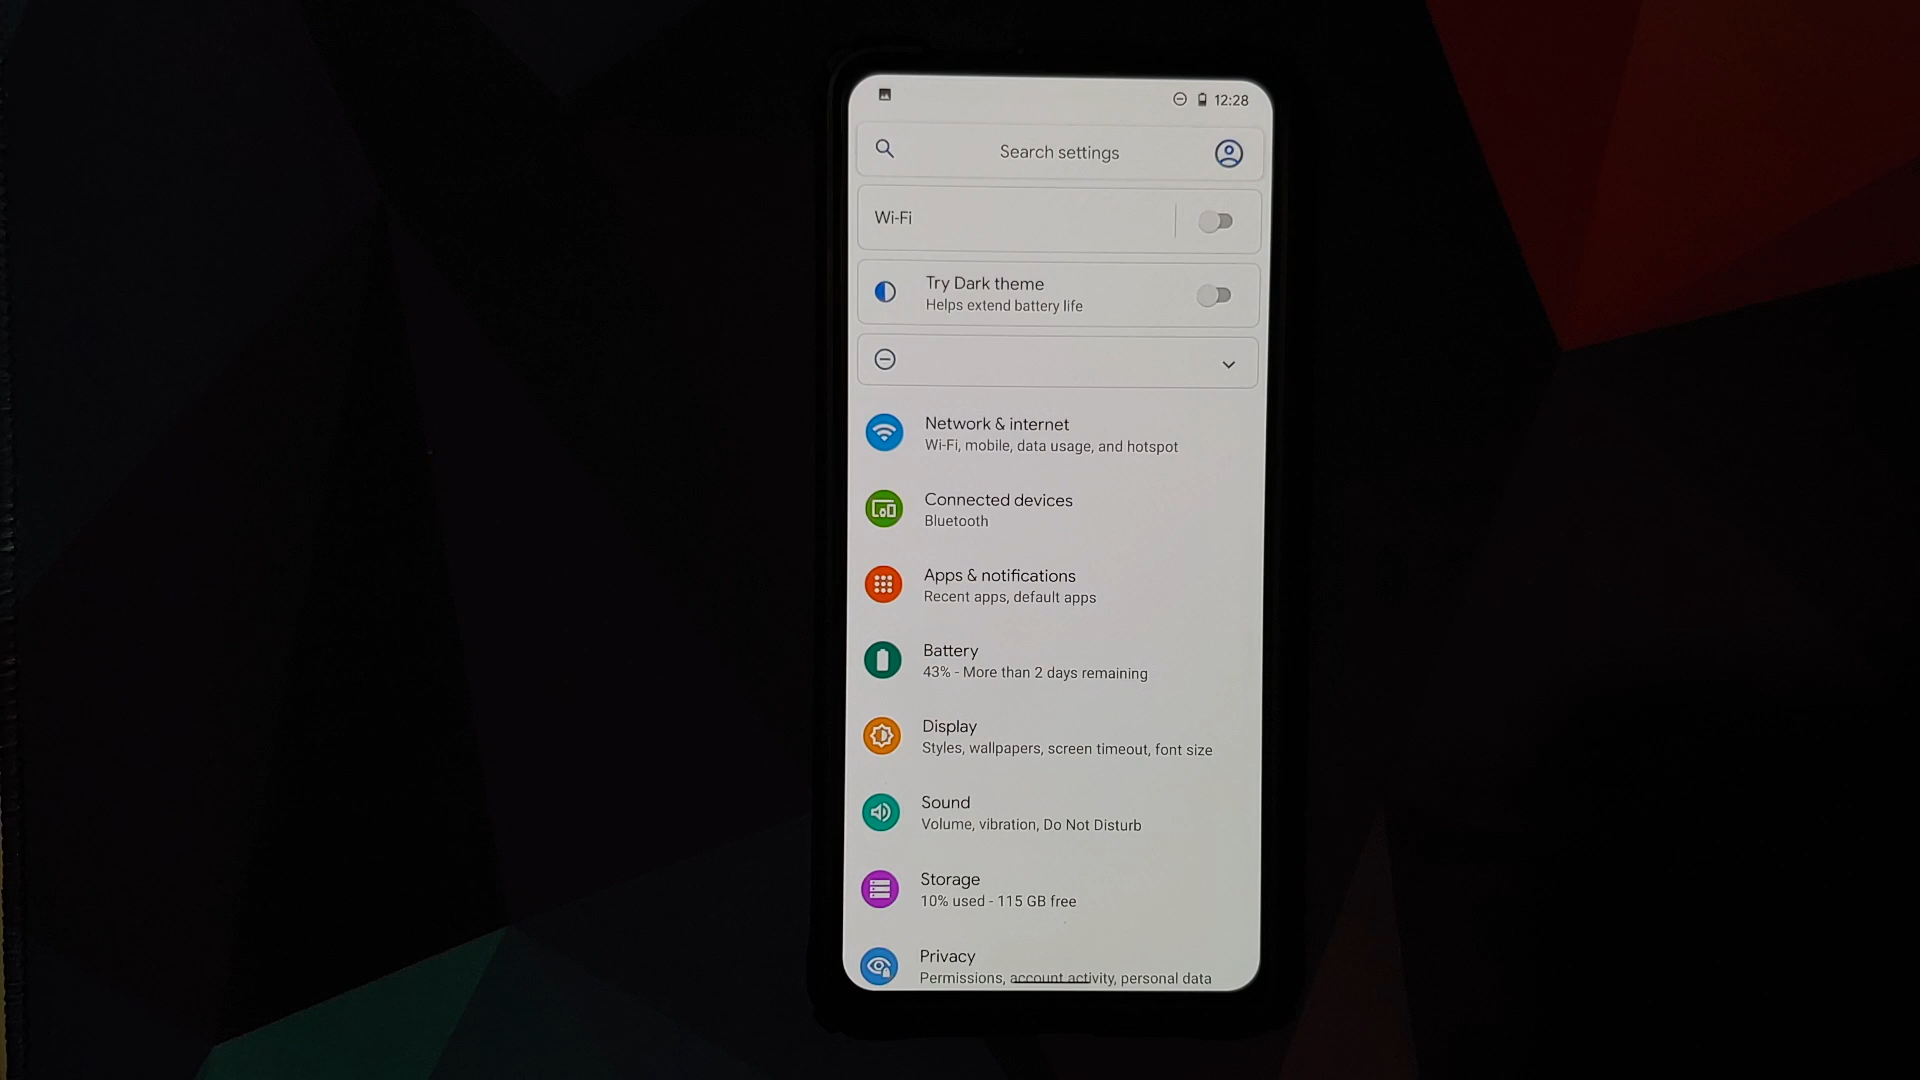 12:28
Search settings
Wi-Fi
Try Dark theme
Helps extend battery life
Network & internet
Wi-Fi, mobile, data usage, and hotspot
Connected devices
Bluetooth
Apps & notifications
Recent apps, default apps
Battery
43% - More than 2 days remaining
Display
Styles, wallpapers, screen timeout, font size
Sound
Volume, vibration, Do Not Disturb
Storage
10% used - 115 GB free
Privacy
Permissions, account activity, personal data